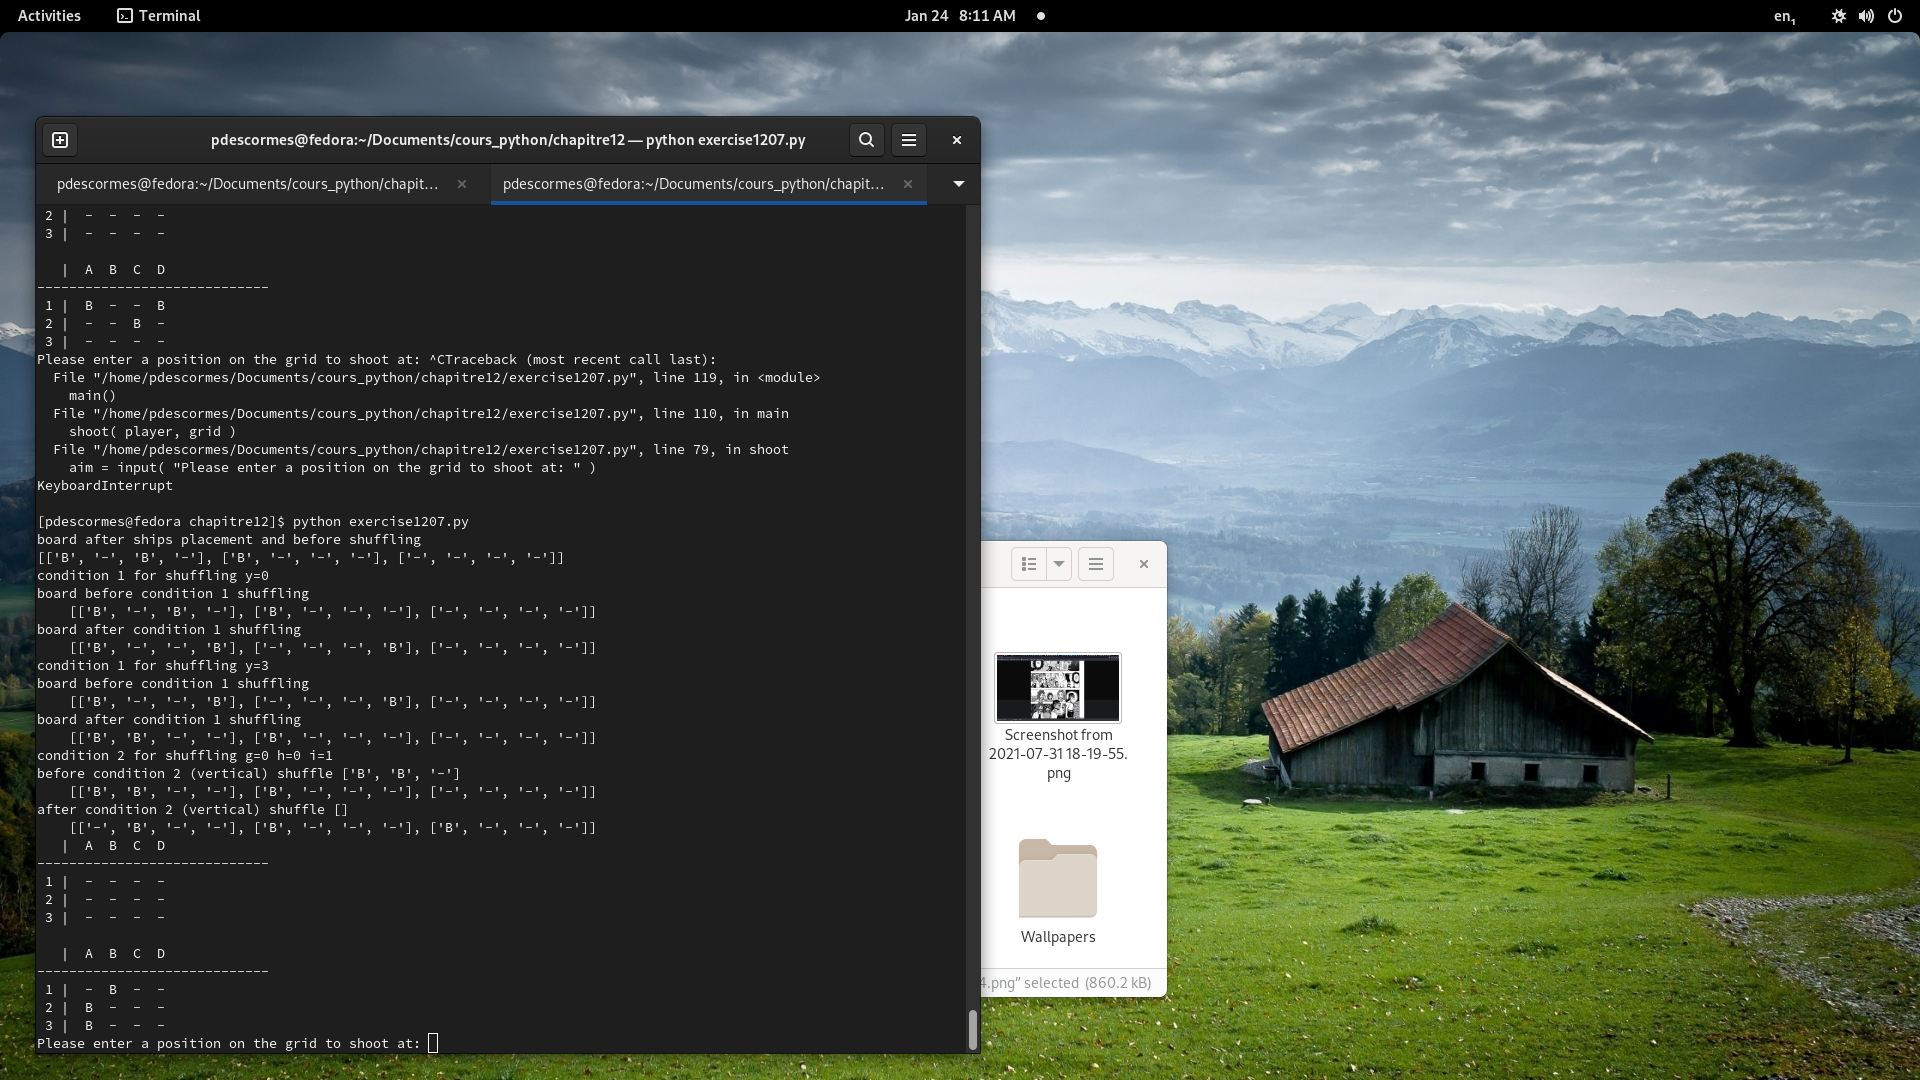 Activities
Terminal
Jan 24 8:11 AM
en₁
pdescormes@fedora:~/Documents/cours_python/chapitre12 — python exercise1207.py
pdescormes@fedora:~/Documents/cours_python/chapit...
pdescormes@fedora:~/Documents/cours_python/chapit...
2 | - - - -
3 | - - - -
| A B C D
-----------------------------
1 | B - - B
2 | - - B -
3 | - - - -
Please enter a position on the grid to shoot at: ^CTraceback (most recent call last):
File "/home/pdescormes/Documents/cours_python/chapitre12/exercise1207.py", line 119, in <module>
main()
File "/home/pdescormes/Documents/cours_python/chapitre12/exercise1207.py", line 110, in main
shoot( player, grid )
File "/home/pdescormes/Documents/cours_python/chapitre12/exercise1207.py", line 79, in shoot
aim = input( "Please enter a position on the grid to shoot at: " )
KeyboardInterrupt
[pdescormes@fedora chapitre12]$ python exercise1207.py
board after ships placement and before shuffling
[['B', '-', 'B', '-'], ['B', '-', '-', '-'], ['-', '-', '-', '-']]
condition 1 for shuffling y=0
board before condition 1 shuffling
[['B', '-', 'B', '-'], ['B', '-', '-', '-'], ['-', '-', '-', '-']]
board after condition 1 shuffling
[['B', '-', '-', 'B'], ['-', '-', '-', 'B'], ['-', '-', '-', '-']]
condition 1 for shuffling y=3
board before condition 1 shuffling
[['B', '-', '-', 'B'], ['-', '-', '-', 'B'], ['-', '-', '-', '-']]
board after condition 1 shuffling
[['B', 'B', '-', '-'], ['B', '-', '-', '-'], ['-', '-', '-', '-']]
condition 2 for shuffling g=0 h=0 i=1
before condition 2 (vertical) shuffle ['B', 'B', '-']
[['B', 'B', '-', '-'], ['B', '-', '-', '-'], ['-', '-', '-', '-']]
after condition 2 (vertical) shuffle []
[['-', 'B', '-', '-'], ['B', '-', '-', '-'], ['B', '-', '-', '-']]
| A B C D
-----------------------------
1 | - - - -
2 | - - - -
3 | - - - -
| A B C D
-----------------------------
1 | - B - -
2 | B - - -
3 | B - - -
Please enter a position on the grid to shoot at:
Screenshot from
2021-07-31 18-19-55.
png
Wallpapers
4.png" selected (860.2 kB)